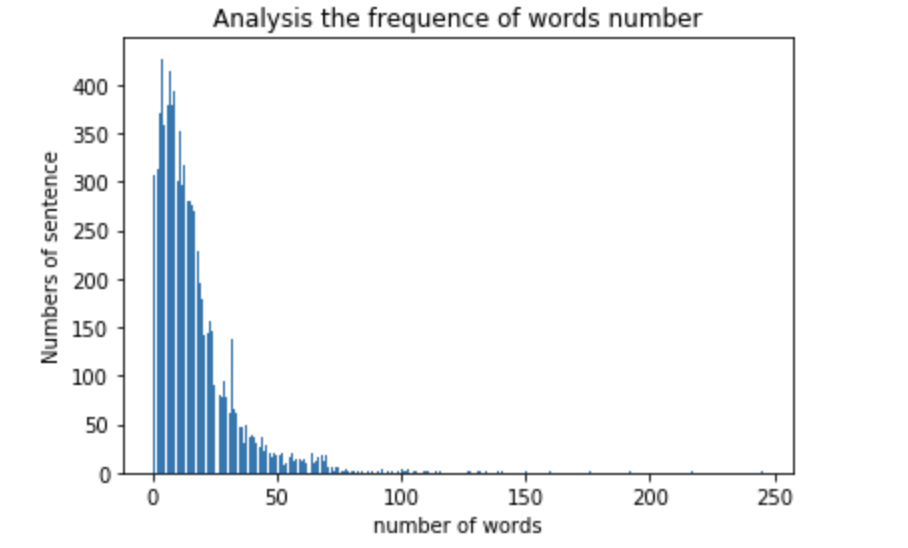 Analysis the frequence of words number
400
350
300
250
200
150
100
50
0
Numbers of sentence
0 50 100 150 200 250
number of words